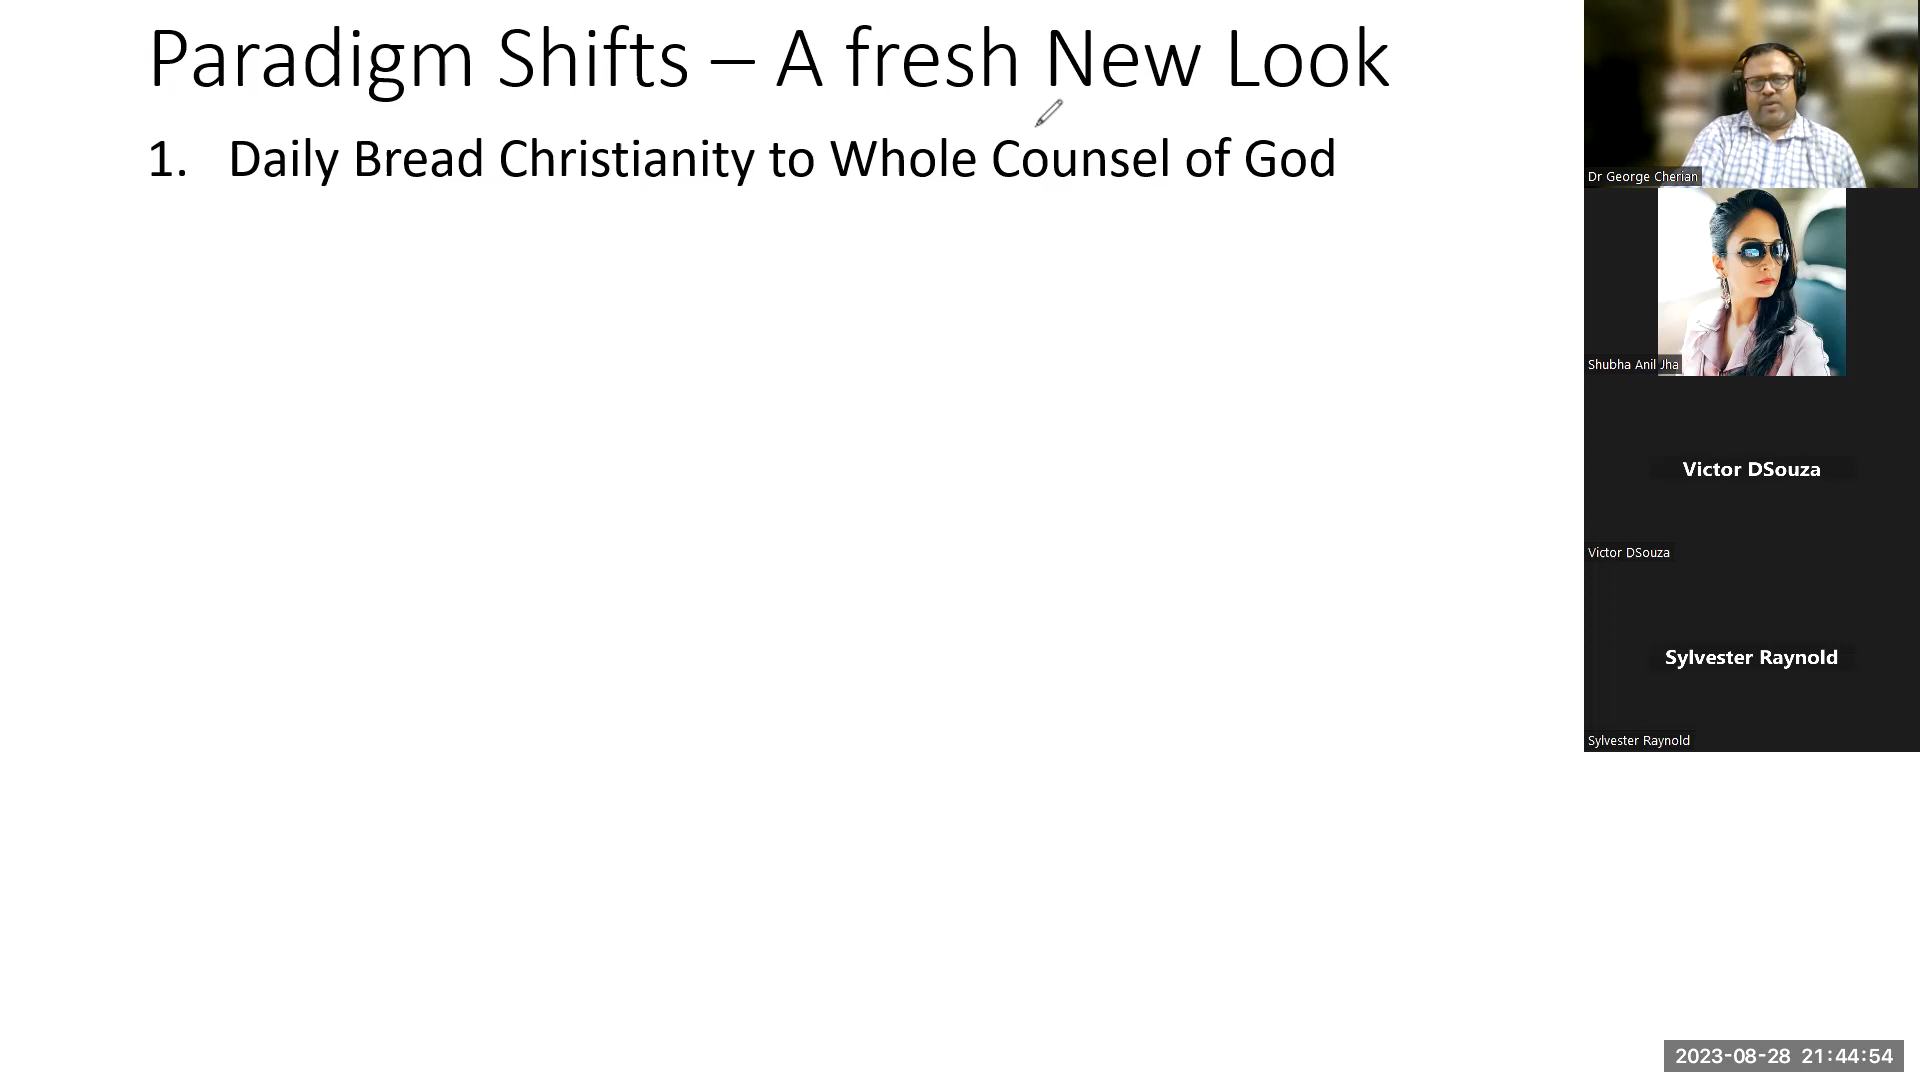 Paradigm Shifts – A fresh New Look
1. Daily Bread Christianity to Whole Counsel of God
Dr George Cherian
Shubha Anil Jha
Victor DSouza
Victor DSouza
Sylvester Raynold
Sylvester Raynold
2023-08-28 21:44:54